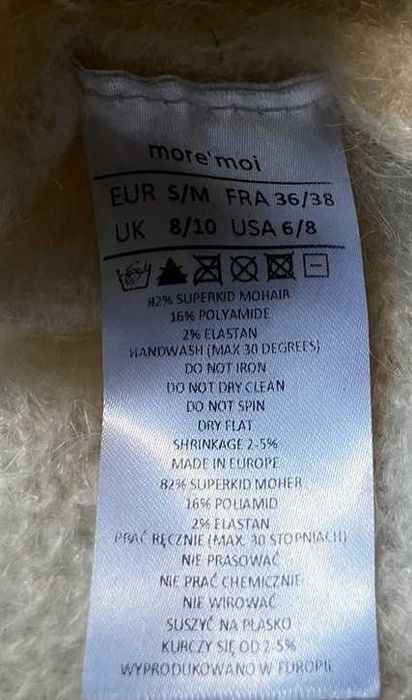 more'moi
EUR S/M FRA 36/38
UK 8/10 USA 6/8
82% SUPERKID MOHAIR
16% POLYAMIDE
2% ELASTAN
HANDWASH (MAX 30 DEGREES)
DO NOT IRON
DO NOT DRY CLEAN
DO NOT SPIN
DRY FLAT
SHRINKAGE 2-5%
MADE IN EUROPE
82% SUPERKID MOHER
16% POLIAMID
2% ELASTAN
PRAĆ RĘCZNIE (MAX. 30 STOPNIACH)
NIE PRASOWAĆ
NIE PRAĆ CHEMICZNIE
NIE WIROWAĆ
SUSZYĆ NA PŁASKO
KURCZY SIĘ OD 2-5%
WYPRODUKOWANO W EUROPIE